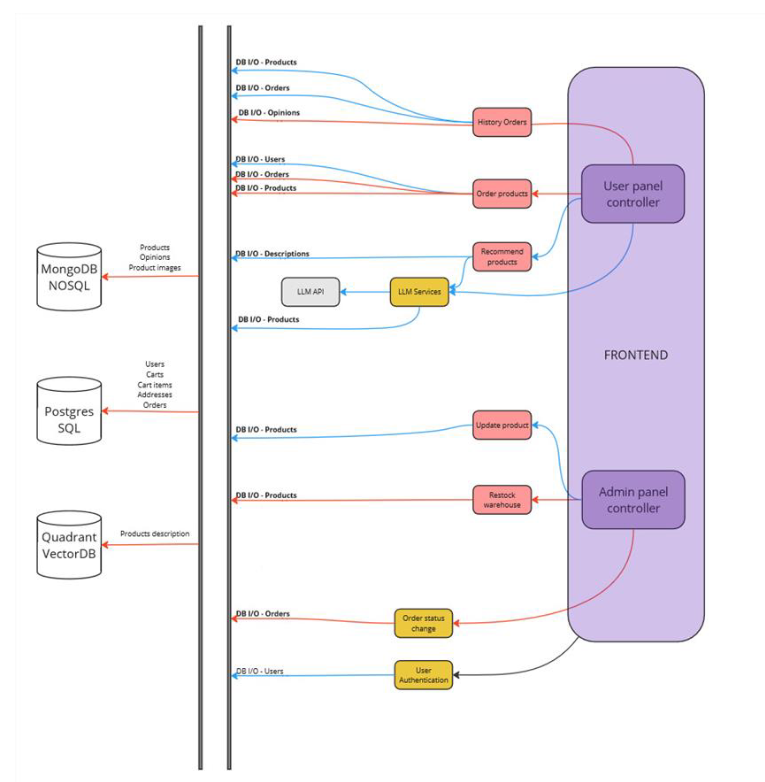 DB I/O - Products
DB I/O - Orders
DB I/O - Opinions
History Orders
DB I/O - Users
DB I/O - Orders
DB I/O - Products
Order products
User panel
controller
Products
Opinions
Product images
MongoDB
NOSQL
DB I/O - Descriptions
Recommend
products
LLM API
LLM Services
DB I/O - Products
FRONTEND
Users
Carts
Cart items
Addresses
Orders
Postgres
SQL
DB I/O - Products
Update product
DB I/O - Products
Restock
warehouse
Admin panel
controller
Quadrant
VectorDB
Products description
DB I/O - Orders
Order status
change
DB I/O - Users
User
Authentication